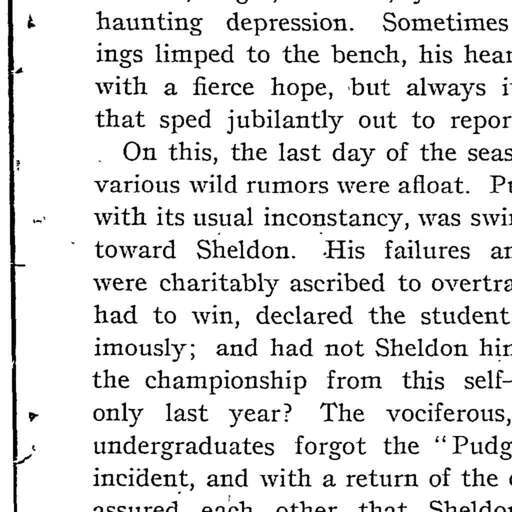 haunting depression. Sometimes
ings limped to the bench, his hear
with a fierce hope, but always i
that sped jubilantly out to repor
On this, the last day of the seas
various wild rumors were afloat. Pu
with its usual inconstancy, was swi
toward Sheldon. His failures an
were charitably ascribed to overtra
had to win, declared the student
imously; and had not Sheldon him
the championship from this self-
only last year? The vociferous,
undergraduates forgot the "Pudg
incident, and with a return of the
assured each other that Sheldon